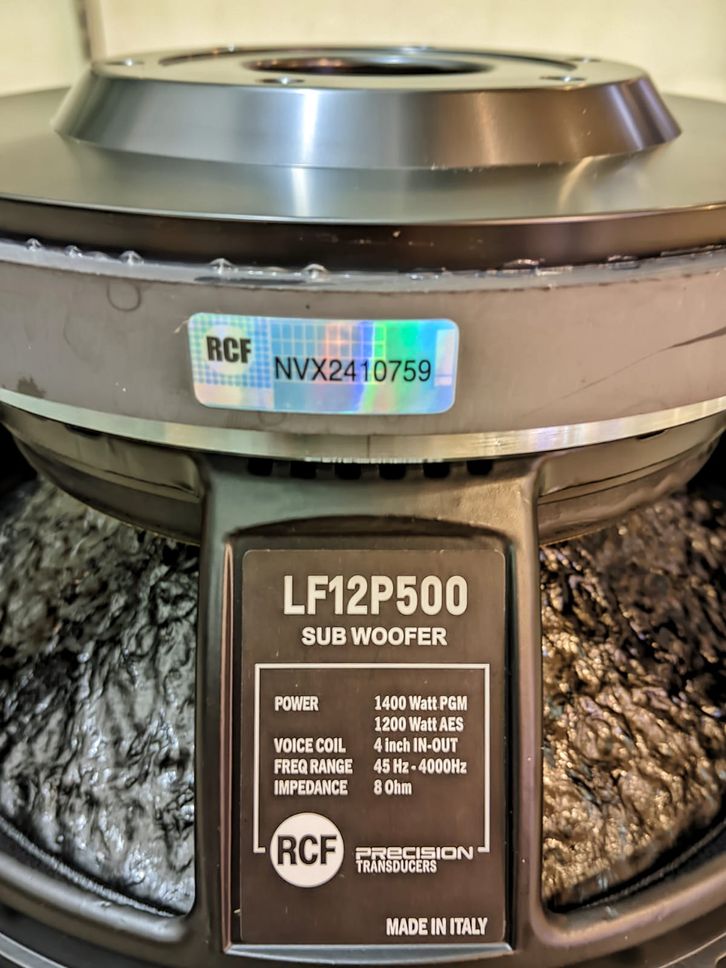 RCF
NVX2410759
LF12P500
SUB WOOFER
POWER 1400 Watt PGM
1200 Watt AES
VOICE COIL 4 inch IN-OUT
FREQ RANGE 45 Hz - 4000Hz
IMPEDANCE 8 Ohm
RCF PRECISION
TRANSDUCERS
MADE IN ITALY